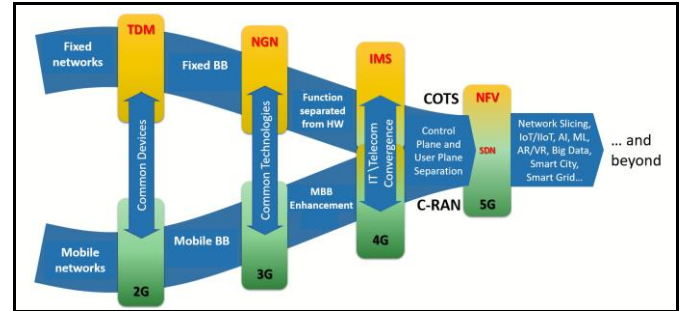 TDM
NGN
IMS
NFV
Fixed
networks
Fixed BB
Function
separated
from HW
COTS
Common Devices
Common Technologies
IT \Telecom
Convergence
Control
Plane and
User Plane
Separation
SDN
Network Slicing,
IoT/IIoT, AI, ML,
AR/VR, Big Data,
Smart City,
Smart Grid...
... and
beyond
MBB
Enhancement
C-RAN
Mobile BB
Mobile
networks
2G
3G
4G
5G